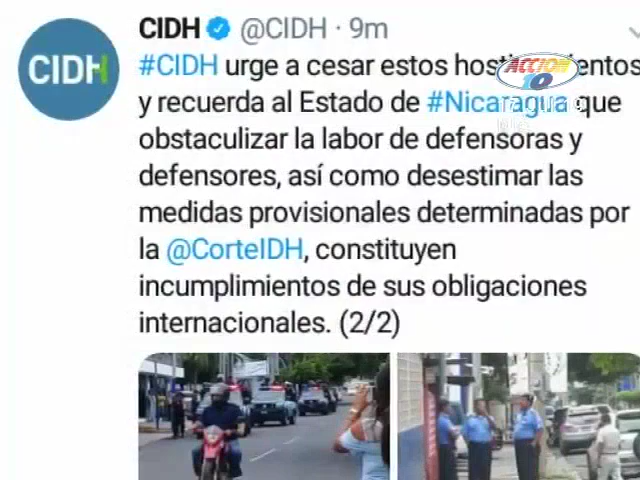 CIDH @CIDH · 9m
CIDH
#CIDH urge a cesar estos
y recuerda al Estado de #Nicaragua que
obstaculizar la labor de defensoras y
defensores, así como desestimar las
medidas provisionales determinadas por
la @CorteIDH, constituyen
incumplimientos de sus obligaciones
internacionales. (2/2)
ACCION
10